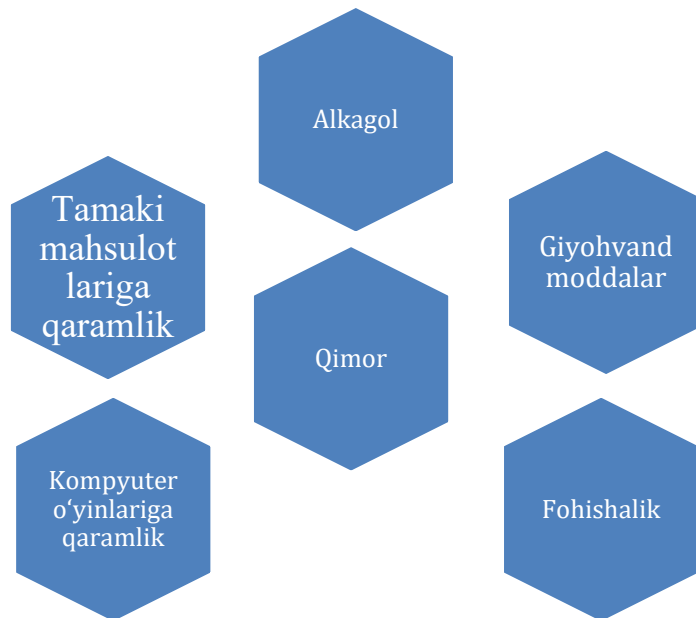 Alkagol
Tamaki
mahsulot
lariga
qaramlik
Giyohvand
moddalar
Qimor
Kompyuter
o‘yinlariga
qaramlik
Fohishalik